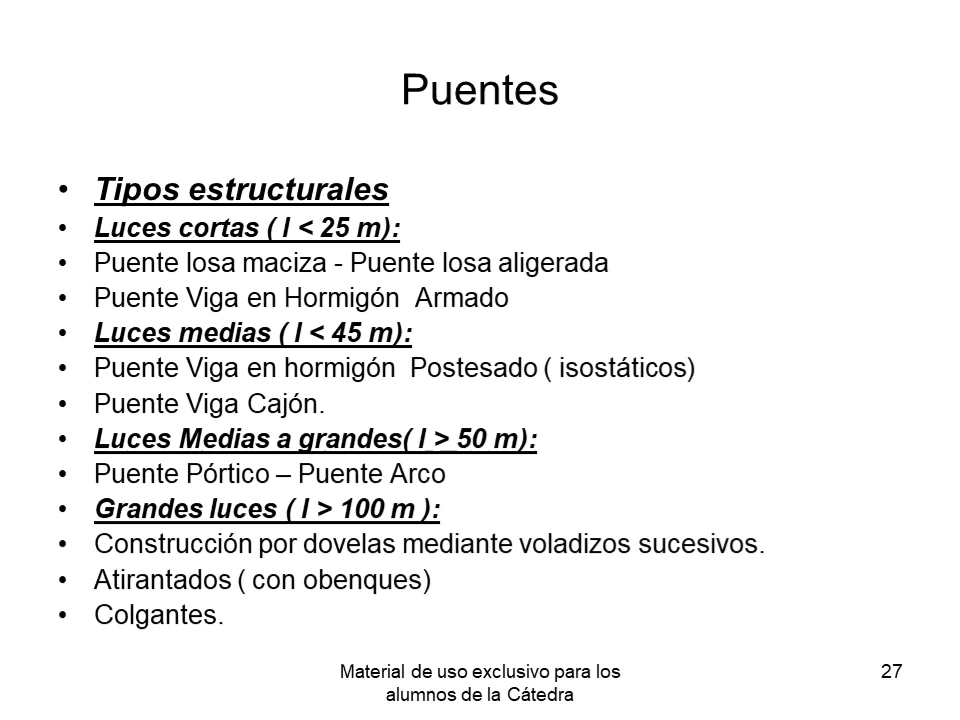 Puentes
• Tipos estructurales
• Luces cortas ( l < 25 m):
• Puente losa maciza - Puente losa aligerada
• Puente Viga en Hormigón  Armado
• Luces medias ( l < 45 m):
• Puente Viga en hormigón  Postesado ( isostáticos)
• Puente Viga Cajón.
• Luces Medias a grandes( l > 50 m):
• Puente Pórtico – Puente Arco
• Grandes luces ( l > 100 m ):
• Construcción por dovelas mediante voladizos sucesivos.
• Atirantados ( con obenques)
• Colgantes.
Material de uso exclusivo para los
alumnos de la Cátedra
27